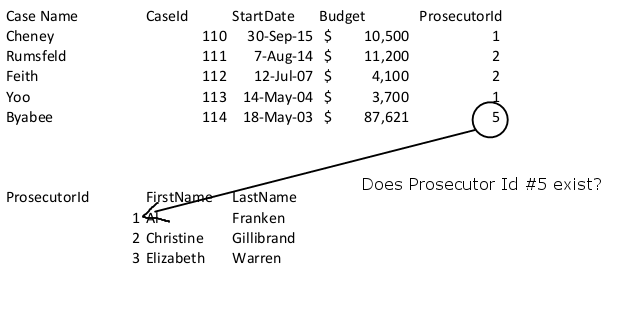 Case Name CaseId StartDate Budget ProsecutorId
Cheney 110 30-Sep-15 $ 10,500 1
Rumsfeld 111 7-Aug-14 $ 11,200 2
Feith 112 12-Jul-07 $ 4,100 2
Yoo 113 14-May-04 $ 3,700 1
Byabee 114 18-May-03 $ 87,621 5
Does Prosecutor Id #5 exist?
ProsecutorId FirstName LastName
1 Al Franken
2 Christine Gillibrand
3 Elizabeth Warren